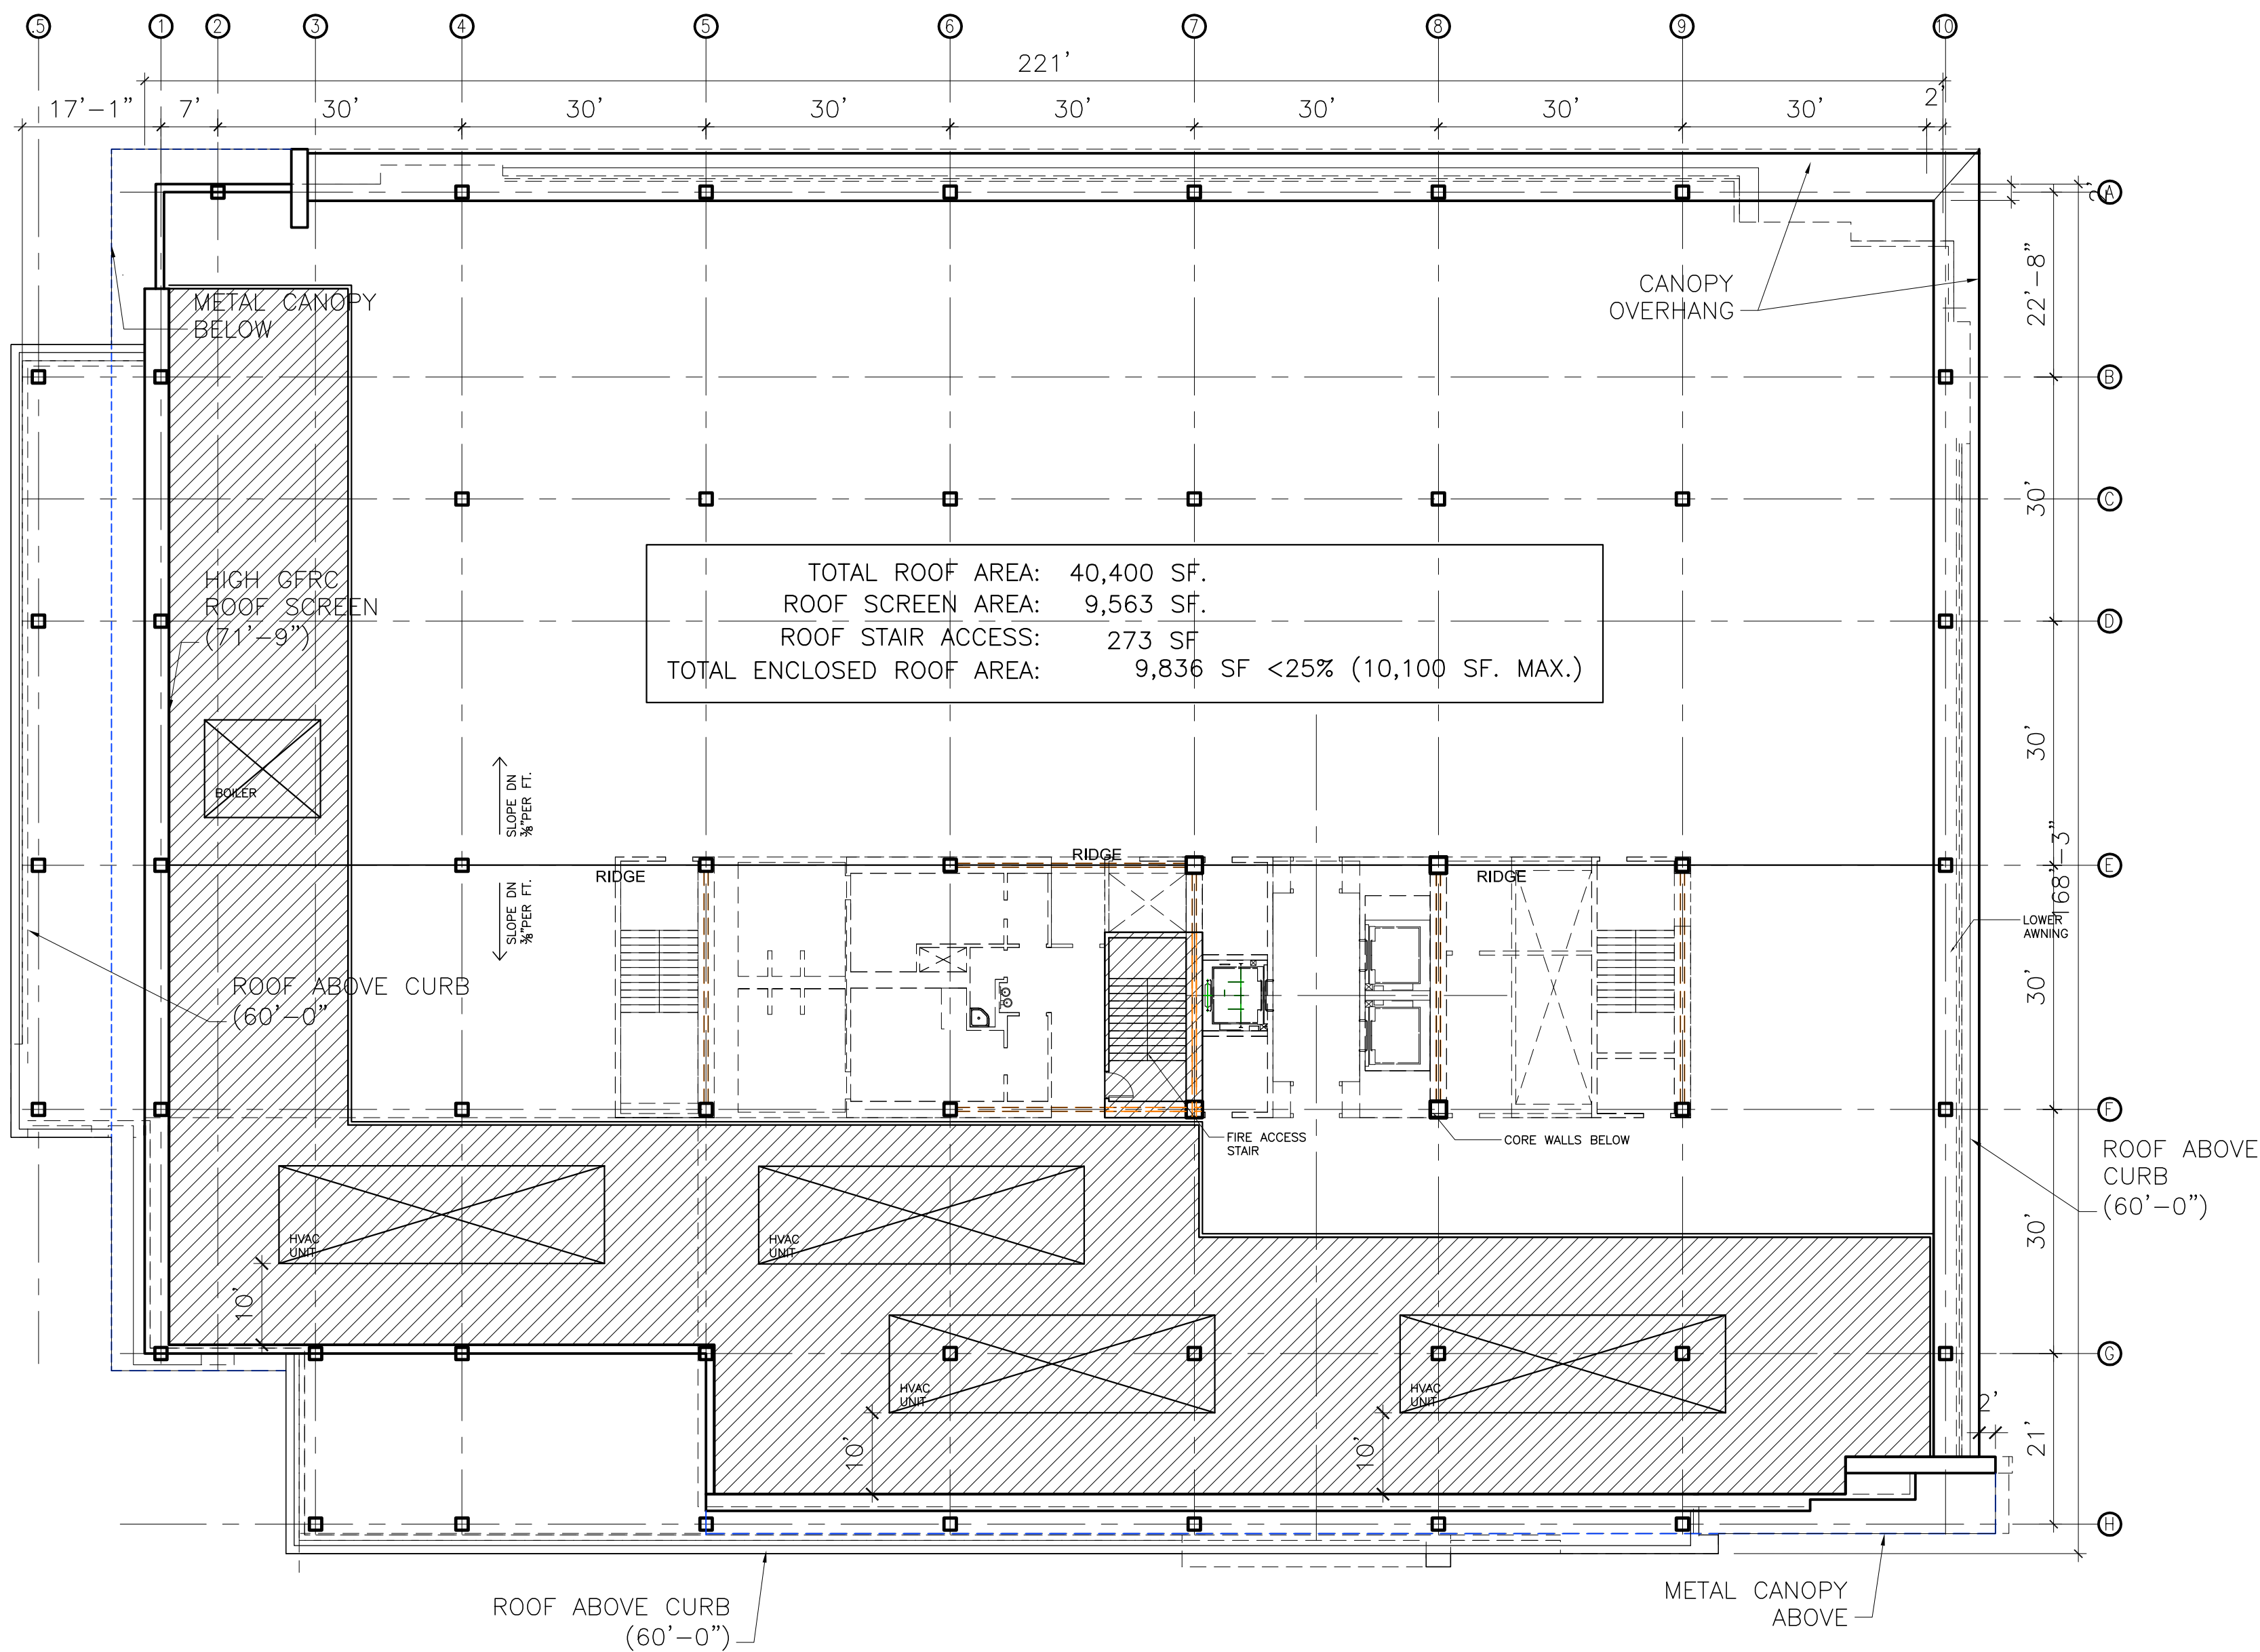 .5 1 2 3 4 5 6 7 8 9 10
221'
17'-1" 7' 30' 30' 30' 30' 30' 30' 30' 2'
A
2'
22'-8"
METAL CANOPY
BELOW
CANOPY
OVERHANG
B
30'
C
TOTAL ROOF AREA: 40,400 SF.
ROOF SCREEN AREA: 9,563 SF.
ROOF STAIR ACCESS: 273 SF
TOTAL ENCLOSED ROOF AREA: 9,836 SF <25% (10,100 SF. MAX.)
HIGH GFRC
ROOF SCREEN
(71'-9")
D
30'
BOILER
SLOPE DN
⅜"PER FT.
RIDGE
E
168'-3"
RIDGE
RIDGE
SLOPE DN
⅜"PER FT.
LOWER
AWNING
30'
ROOF ABOVE CURB
(60'-0"
F
FIRE ACCESS
STAIR
CORE WALLS BELOW
ROOF ABOVE
CURB
(60'-0")
30'
HVAC
UNIT
HVAC
UNIT
10'
G
HVAC
UNIT
HVAC
UNIT
2'
21'
10'
10'
H
METAL CANOPY
ABOVE
ROOF ABOVE CURB
(60'-0")